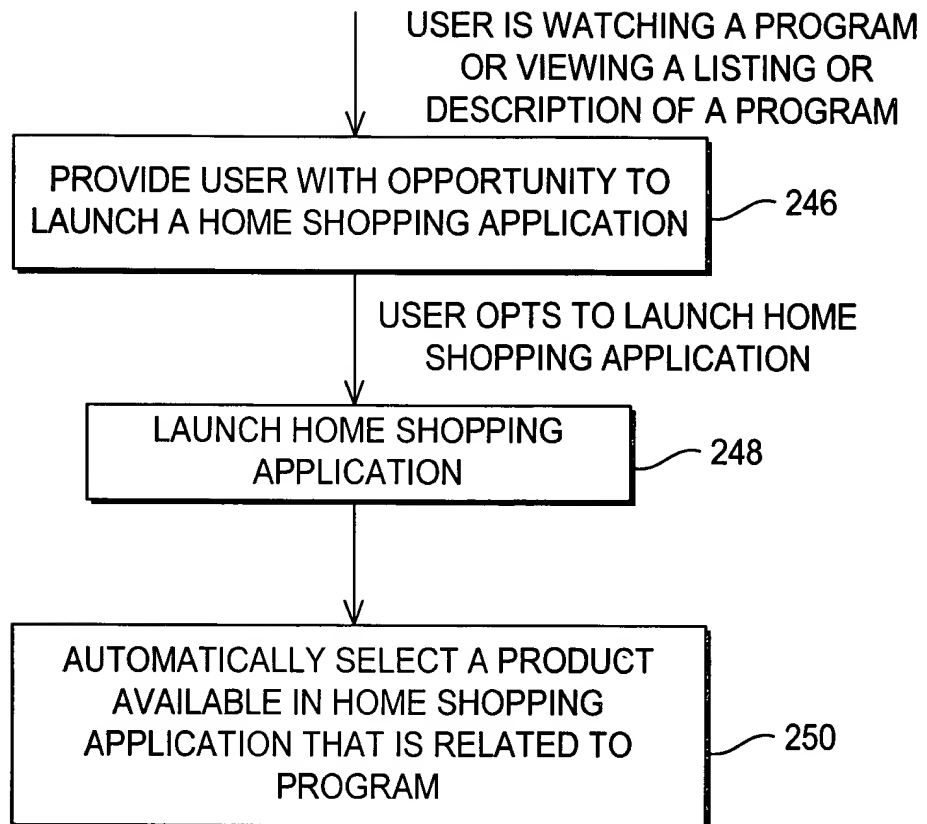 USER IS WATCHING A PROGRAM
OR VIEWING A LISTING OR
DESCRIPTION OF A PROGRAM
PROVIDE USER WITH OPPORTUNITY TO
LAUNCH A HOME SHOPPING APPLICATION
246
USER OPTS TO LAUNCH HOME
SHOPPING APPLICATION
LAUNCH HOME SHOPPING
APPLICATION
248
AUTOMATICALLY SELECT A PRODUCT
AVAILABLE IN HOME SHOPPING
APPLICATION THAT IS RELATED TO
PROGRAM
250